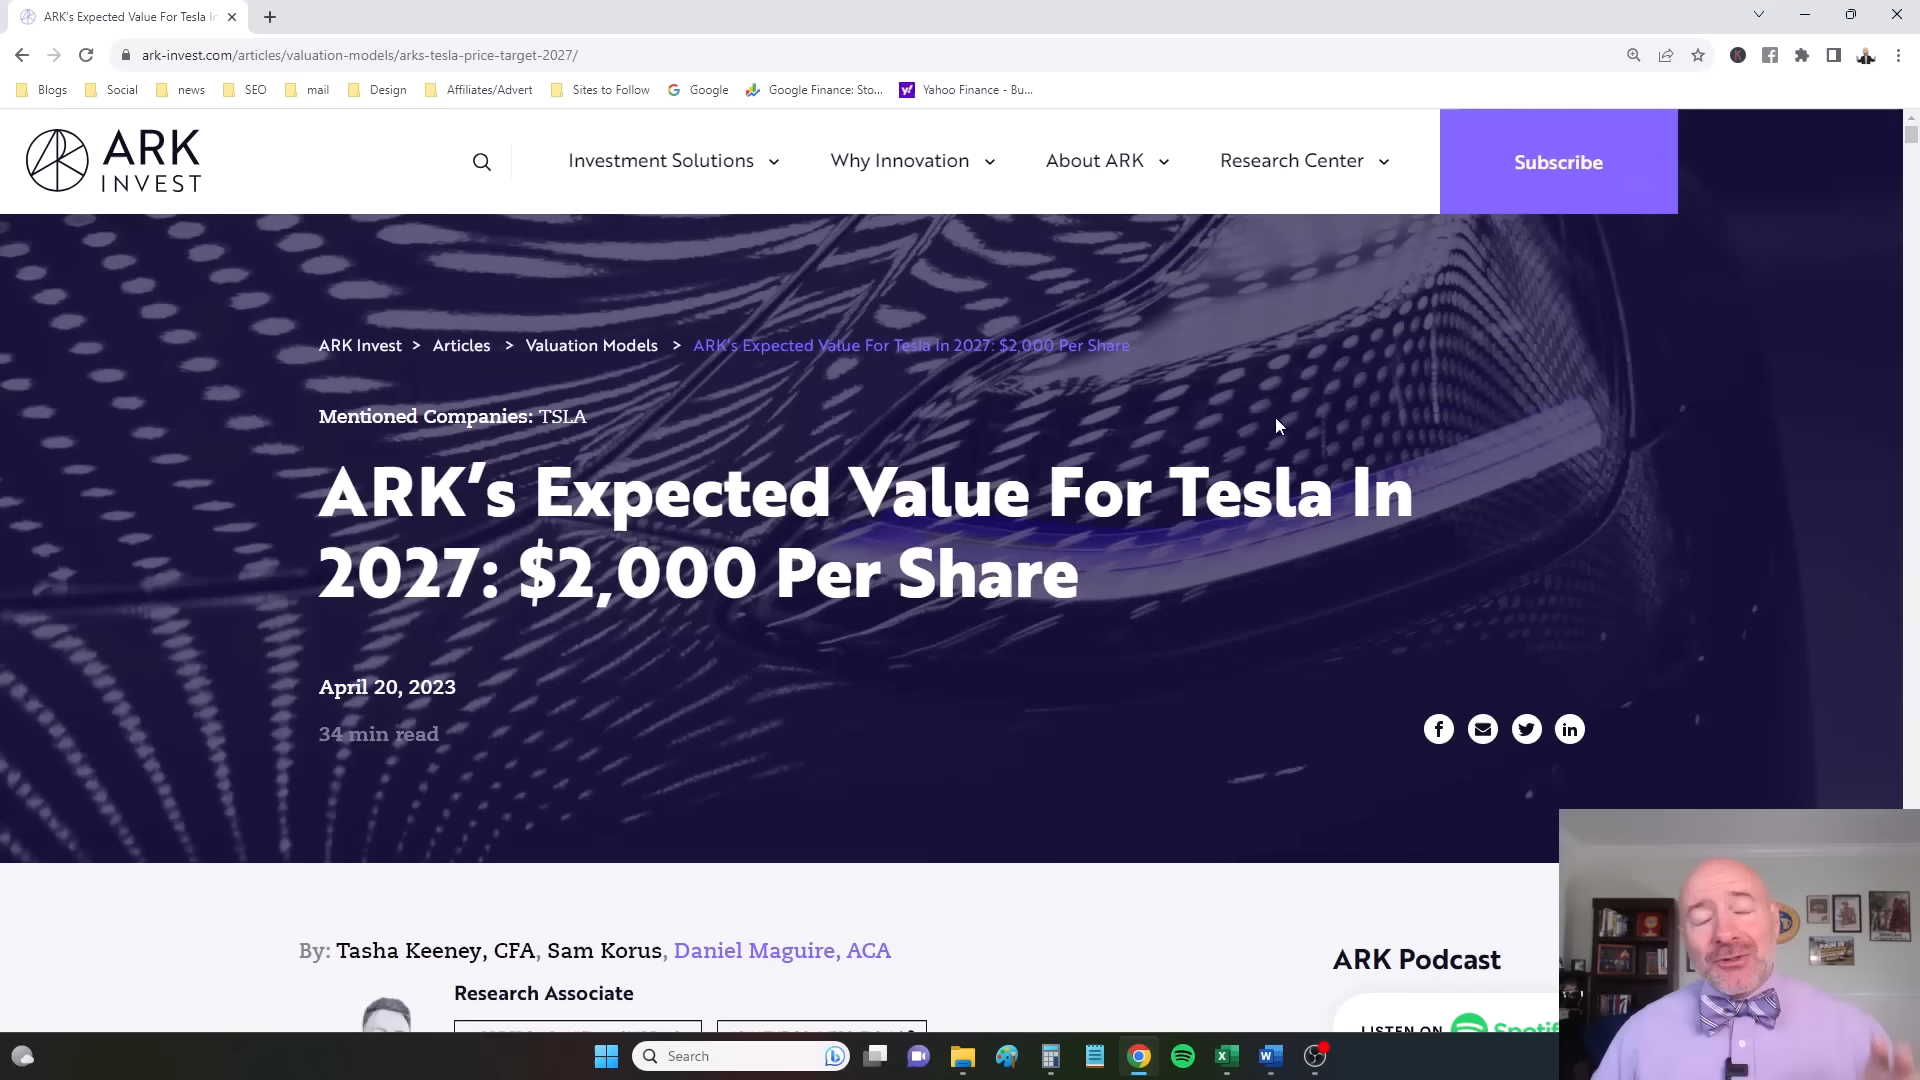 ARK's Expected Value For Tesla In
ark-invest.com/articles/valuation-models/arks-tesla-price-target-2027/
Blogs Social news SEO mail Design Affiliates/Advert Sites to Follow Google Google Finance: Sto... Yahoo Finance - Bu...
ARK
INVEST
Investment Solutions Why Innovation About ARK Research Center Subscribe
ARK Invest > Articles > Valuation Models > ARK's Expected Value For Tesla In 2027: $2,000 Per Share
Mentioned Companies: TSLA
ARK's Expected Value For Tesla In
2027: $2,000 Per Share
April 20, 2023
34 min read
By: Tasha Keeney, CFA, Sam Korus, Daniel Maguire, ACA
ARK Podcast
Research Associate
LISTEN ON Spotif
Search